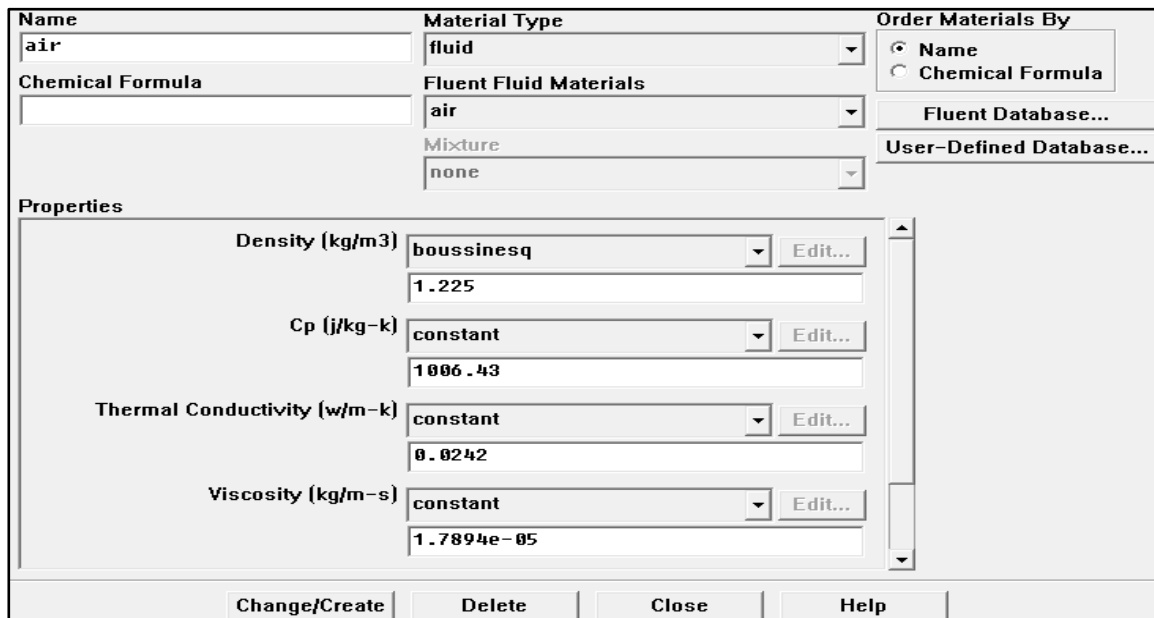 Name Material Type Order Materials By
air fluid Name
Chemical Formula
Chemical Formula Fluent Fluid Materials
air Fluent Database...
Mixture User-Defined Database...
none
Properties
Density (kg/m3) boussinesq Edit...
1.225
Cp (j/kg-k) constant Edit...
1006.43
Thermal Conductivity (w/m-k) constant Edit...
0.0242
Viscosity (kg/m-s) constant Edit...
1.7894e-05
Change/Create Delete Close Help